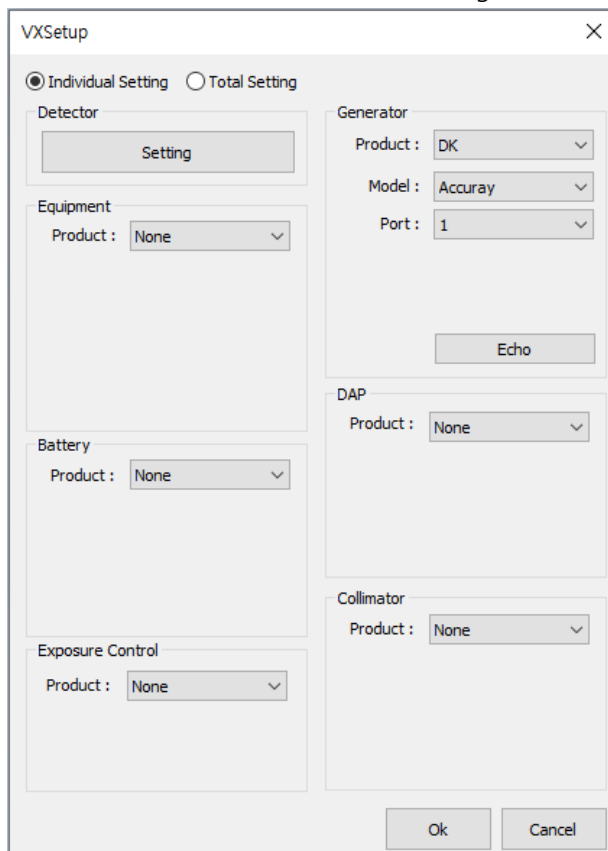 VXSetup
Individual Setting Total Setting
Detector
Setting
Equipment
Product : None
Battery
Product : None
Exposure Control
Product : None
Generator
Product : DK
Model : Accuray
Port : 1
Echo
DAP
Product : None
Collimator
Product : None
Ok Cancel